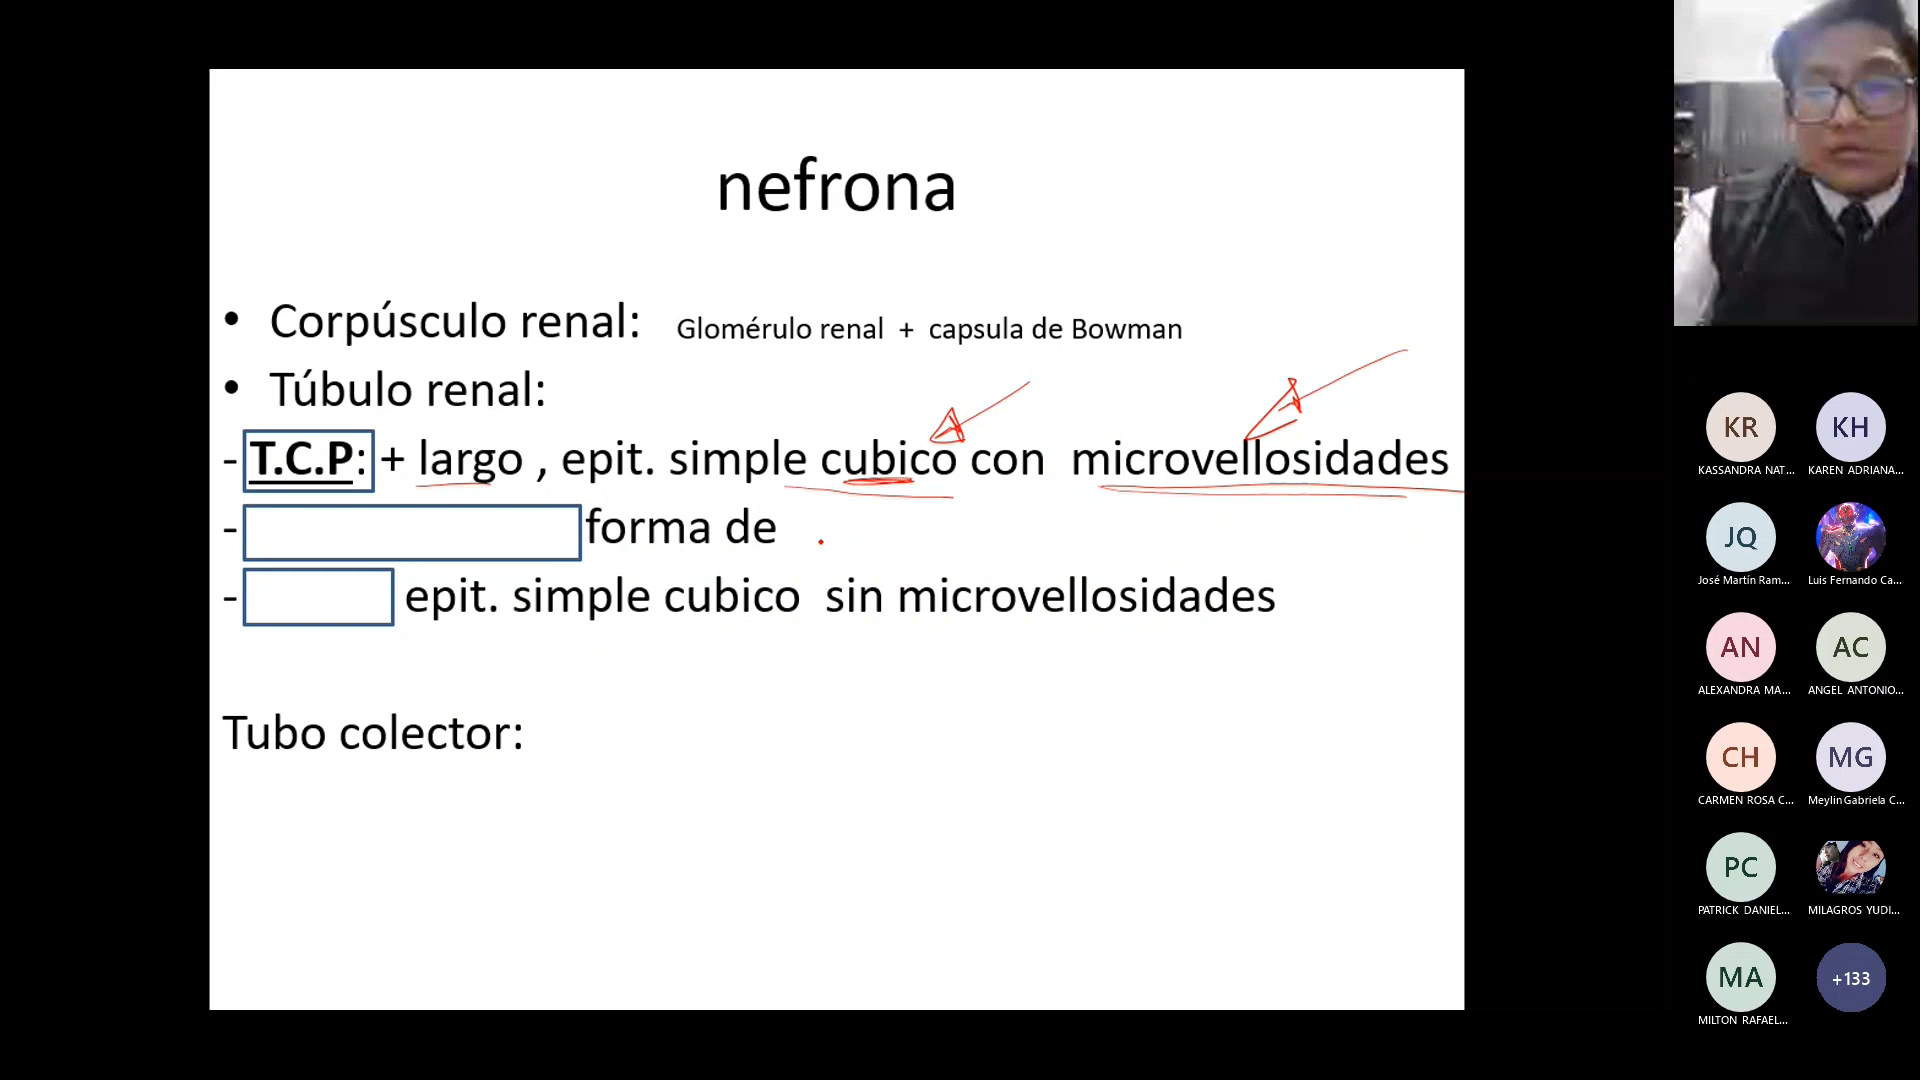 nefrona
• Corpúsculo renal: Glomérulo renal + capsula de Bowman
• Túbulo renal:
- T.C.P: + largo , epit. simple cubico con microvellosidades
- forma de
- epit. simple cubico sin microvellosidades
Tubo colector:
KR KH
KASSANDRA NAT... KAREN ADRIANA...
JQ
José Martín Ram... Luis Fernando Ca...
AN AC
ALEXANDRA MA... ANGEL ANTONIO...
CH MG
CARMEN ROSA C... Meylin Gabriela C...
PC
PATRICK DANIEL... MILAGROS YUDI...
MA +133
MILTON RAFAEL...